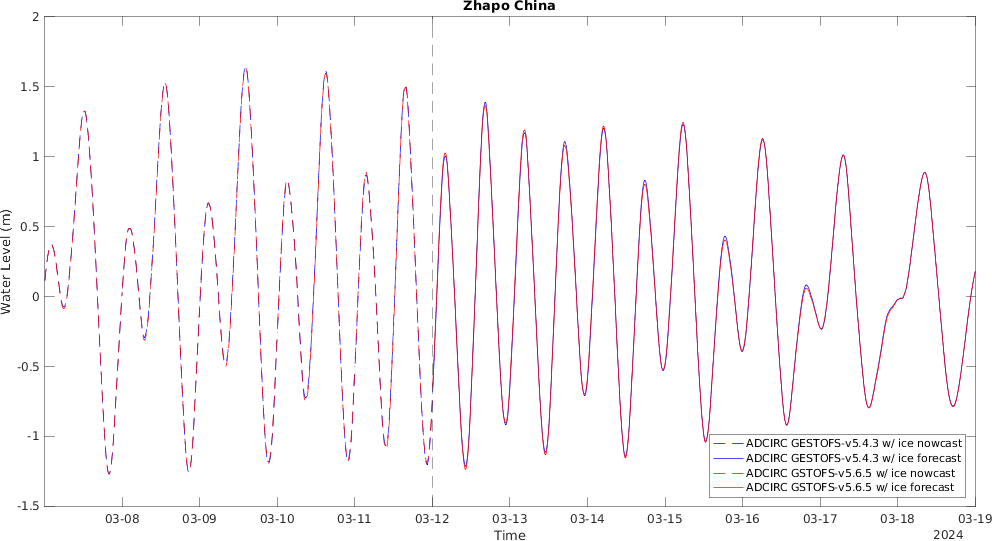 Zhapo China
Water Level (m)
2
1.5
1
0.5
0
-0.5
-1
-1.5
ADCIRC GESTOFS-v5.4.3 w/ ice nowcast
ADCIRC GESTOFS-v5.4.3 w/ ice forecast
ADCIRC GSTOFS-v5.6.5 w/ ice nowcast
ADCIRC GSTOFS-v5.6.5 w/ ice forecast
03-08 03-09 03-10 03-11 03-12 03-13 03-14 03-15 03-16 03-17 03-18 03-19
Time
2024